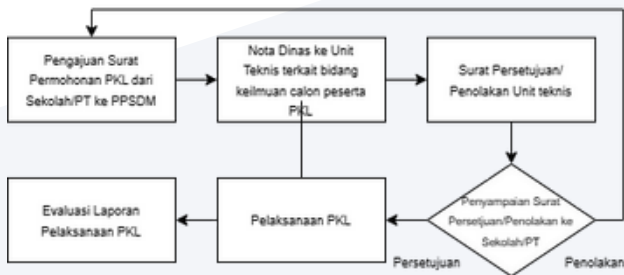 Pengajuan Surat
Permohonan PKL dari
Sekolah/PT ke PPSDM
Nota Dinas ke Unit
Teknis terkait bidang
keilmuan calon peserta
PKL
Surat Persetujuan/
Penolakan Unit teknis
Penyampaian Surat
Persetjuan/Penolakan ke
Sekolah/PT
Persetujuan
Penolakan
Pelaksanaan PKL
Evaluasi Laporan
Pelaksanaan PKL